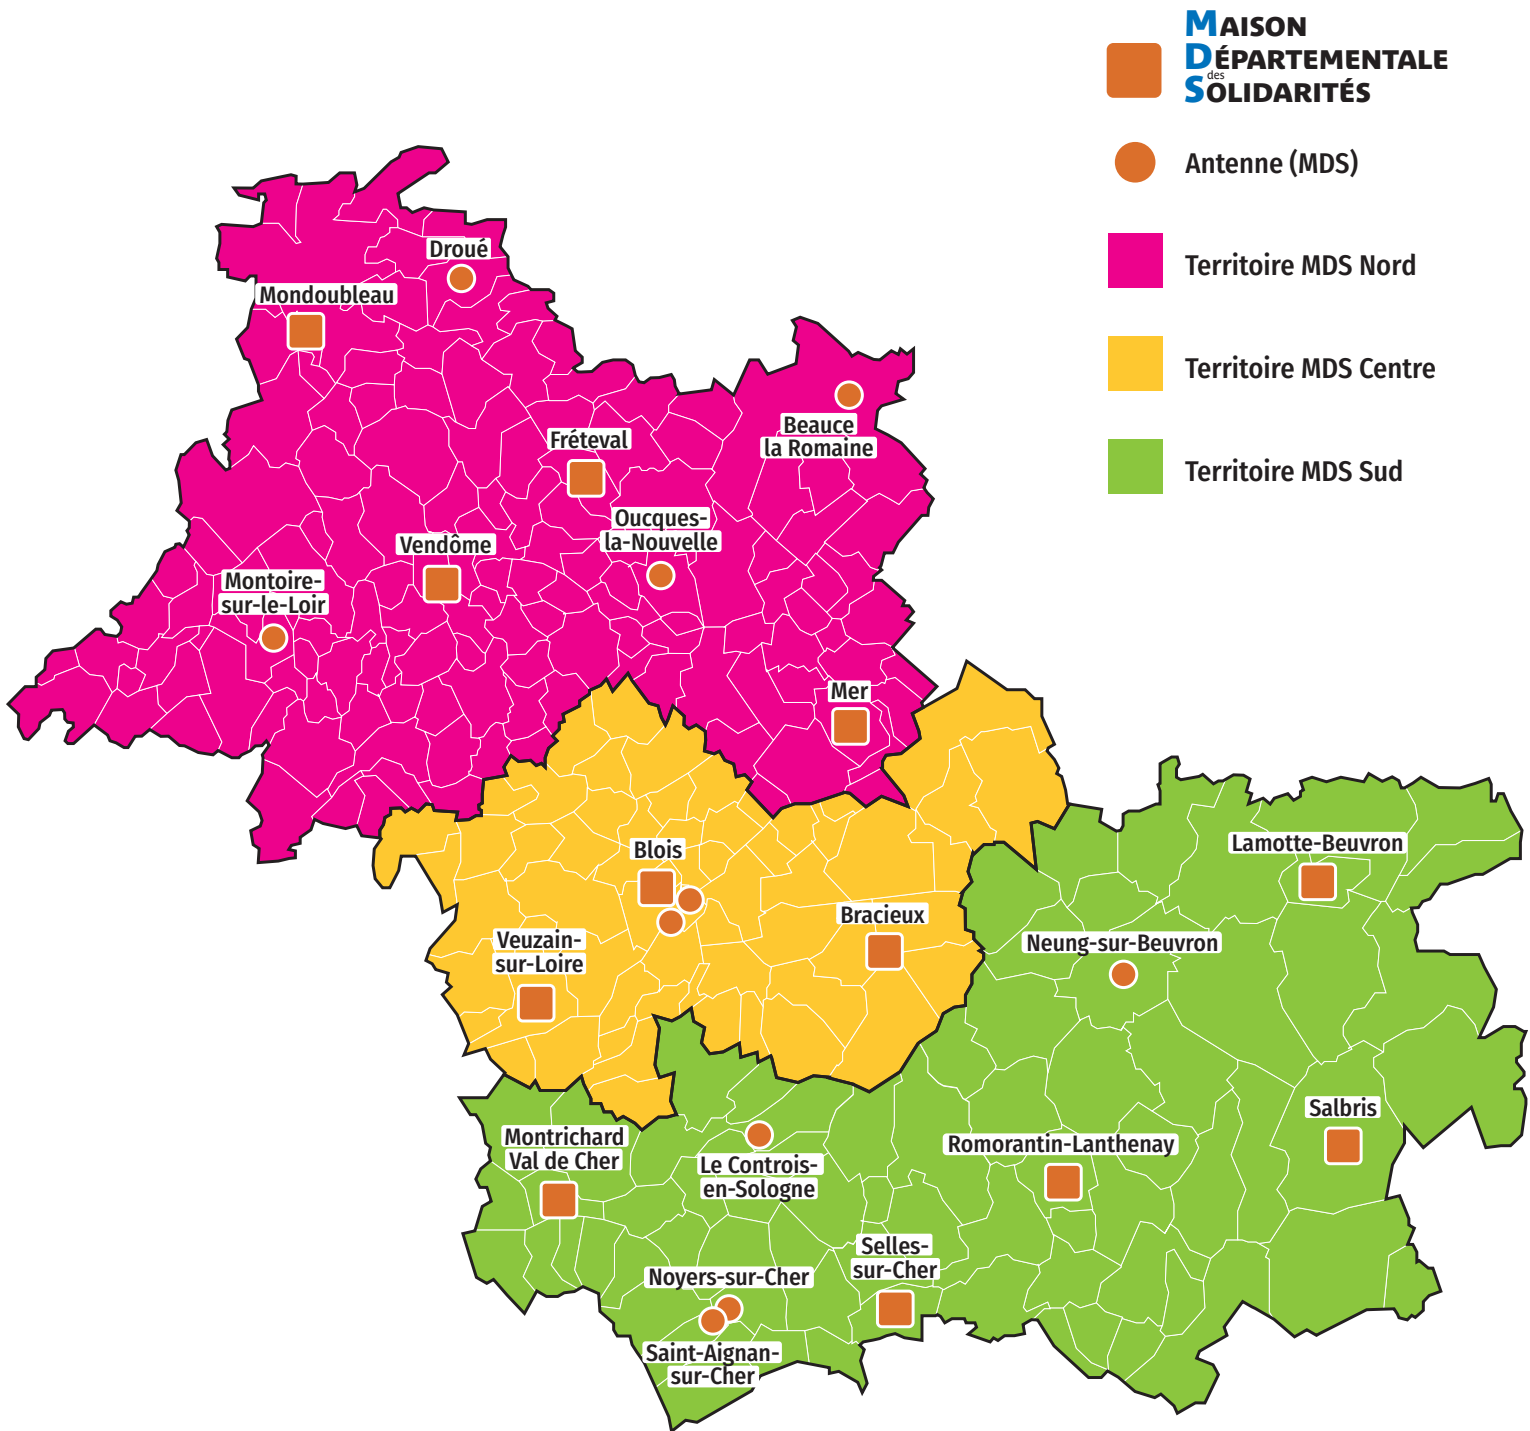 MAISON
DÉPARTEMENTALE
des
SOLIDARITÉS
Antenne (MDS)
Territoire MDS Nord
Territoire MDS Centre
Territoire MDS Sud
Droué
Mondoubleau
Beauce
la Romaine
Fréteval
Oucques-
la-Nouvelle
Vendôme
Montoire-
sur-le-Loir
Mer
Blois
Lamotte-Beuvron
Bracieux
Veuzain-
sur-Loire
Neung-sur-Beuvron
Salbris
Montrichard
Val de Cher
Romorantin-Lanthenay
Le Controis-
en-Sologne
Selles-
sur-Cher
Noyers-sur-Cher
Saint-Aignan-
sur-Cher